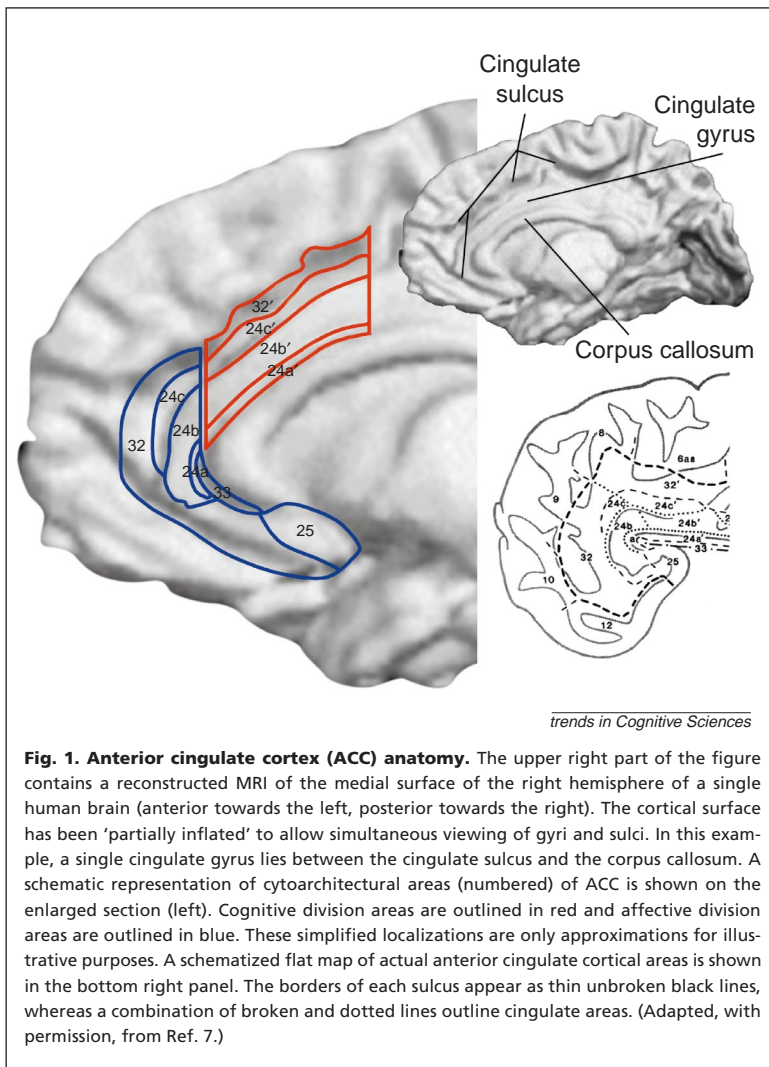 Cingulate
sulcus
Cingulate
gyrus
Corpus callosum
32′
24c′
24b′
24a′
24c
24b
32
24a
33
25
8
6aa
32′
9
24c
24c′
24b
24b′
24a
33
a
25
32
10
12
trends in Cognitive Sciences
Fig. 1. Anterior cingulate cortex (ACC) anatomy. The upper right part of the figure
contains a reconstructed MRI of the medial surface of the right hemisphere of a single
human brain (anterior towards the left, posterior towards the right). The cortical surface
has been ‘partially inflated’ to allow simultaneous viewing of gyri and sulci. In this exam-
ple, a single cingulate gyrus lies between the cingulate sulcus and the corpus callosum. A
schematic representation of cytoarchitectural areas (numbered) of ACC is shown on the
enlarged section (left). Cognitive division areas are outlined in red and affective division
areas are outlined in blue. These simplified localizations are only approximations for illus-
trative purposes. A schematized flat map of actual anterior cingulate cortical areas is shown
in the bottom right panel. The borders of each sulcus appear as thin unbroken black lines,
whereas a combination of broken and dotted lines outline cingulate areas. (Adapted, with
permission, from Ref. 7.)